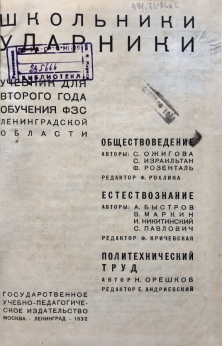 ШКОЛЬНИКИ
УДАРНИКИ
УЧЕБНИК ДЛЯ
ВТОРОГО ГОДА
ОБУЧЕНИЯ ФЗС
ЛЕНИНГРАДСКОЙ
ОБЛАСТИ
БИБЛИОТЕКА
ОБЩЕСТВОВЕДЕНИЕ
АВТОРЫ: С. ОЖИГОВА
С. ИЗРАИЛЬТАН
Ф. РОЗЕНТАЛЬ
РЕДАКТОР Ф. РОХЛИНА
ЕСТЕСТВОЗНАНИЕ
АВТОРЫ: А. БЫСТРОВ
В. МАРКИН
И. НИКИТИНСКИЙ
С. ПАВЛОВИЧ
РЕДАКТОР Ф. КРИЧЕВСКАЯ
ПОЛИТЕХНИЧЕСКИЙ
ТРУД
АВТОР Н. ОРЕШКОВ
РЕДАКТОР Е. АНДРИЕВСКИЙ
ГОСУДАРСТВЕННОЕ
УЧЕБНО-ПЕДАГОГИЧЕ-
СКОЕ ИЗДАТЕЛЬСТВО
МОСКВА - ЛЕНИНГРАД - 1932